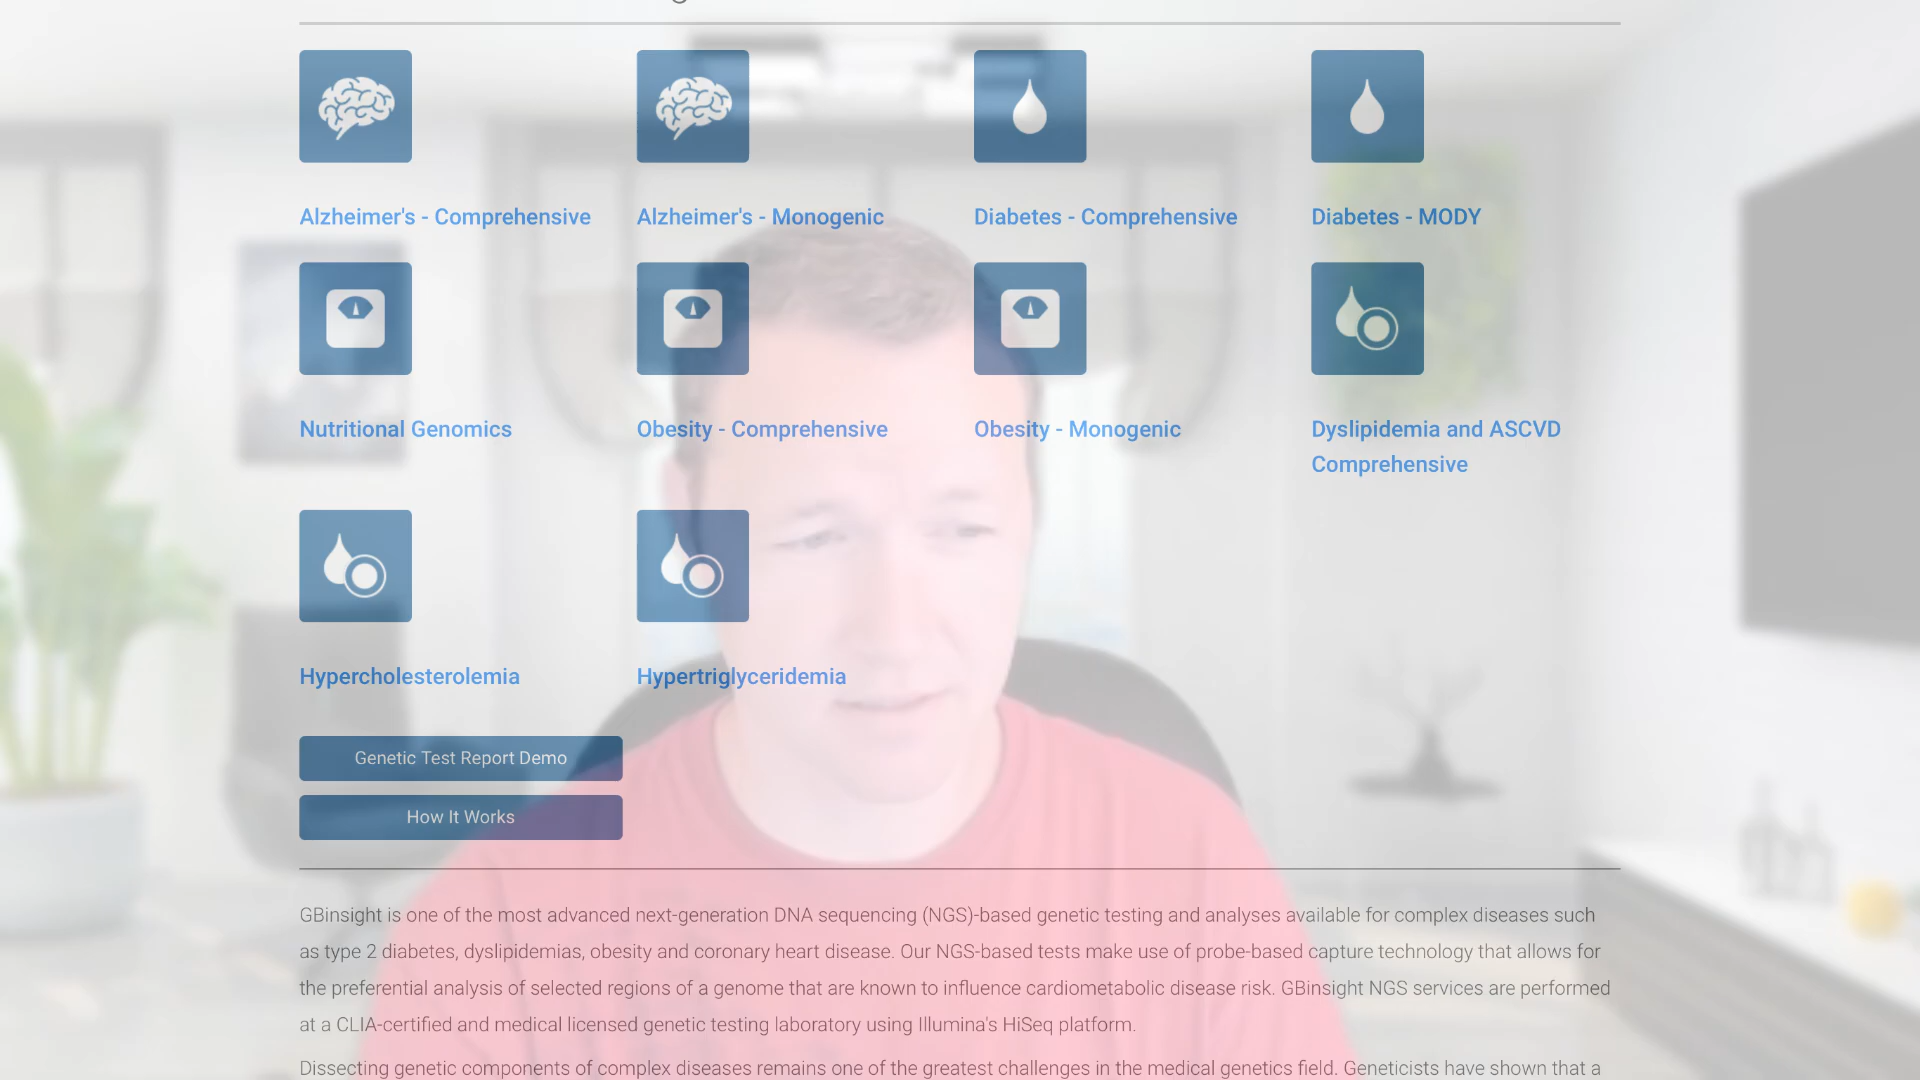 Alzheimer's - Comprehensive
Alzheimer's - Monogenic
Diabetes - Comprehensive
Diabetes - MODY
Nutritional Genomics
Obesity - Comprehensive
Obesity - Monogenic
Dyslipidemia and ASCVD
Comprehensive
Hypercholesterolemia
Hypertriglyceridemia
Genetic Test Report Demo
How It Works
GBinsight is one of the most advanced next-generation DNA sequencing (NGS)-based genetic testing and analyses available for complex diseases such
as type 2 diabetes, dyslipidemias, obesity and coronary heart disease. Our NGS-based tests make use of probe-based capture technology that allows for
the preferential analysis of selected regions of a genome that are known to influence cardiometabolic disease risk. GBinsight NGS services are performed
at a CLIA-certified and medical licensed genetic testing laboratory using Illumina's HiSeq platform.
Dissecting genetic components of complex diseases remains one of the greatest challenges in the medical genetics field. Geneticists have shown that a